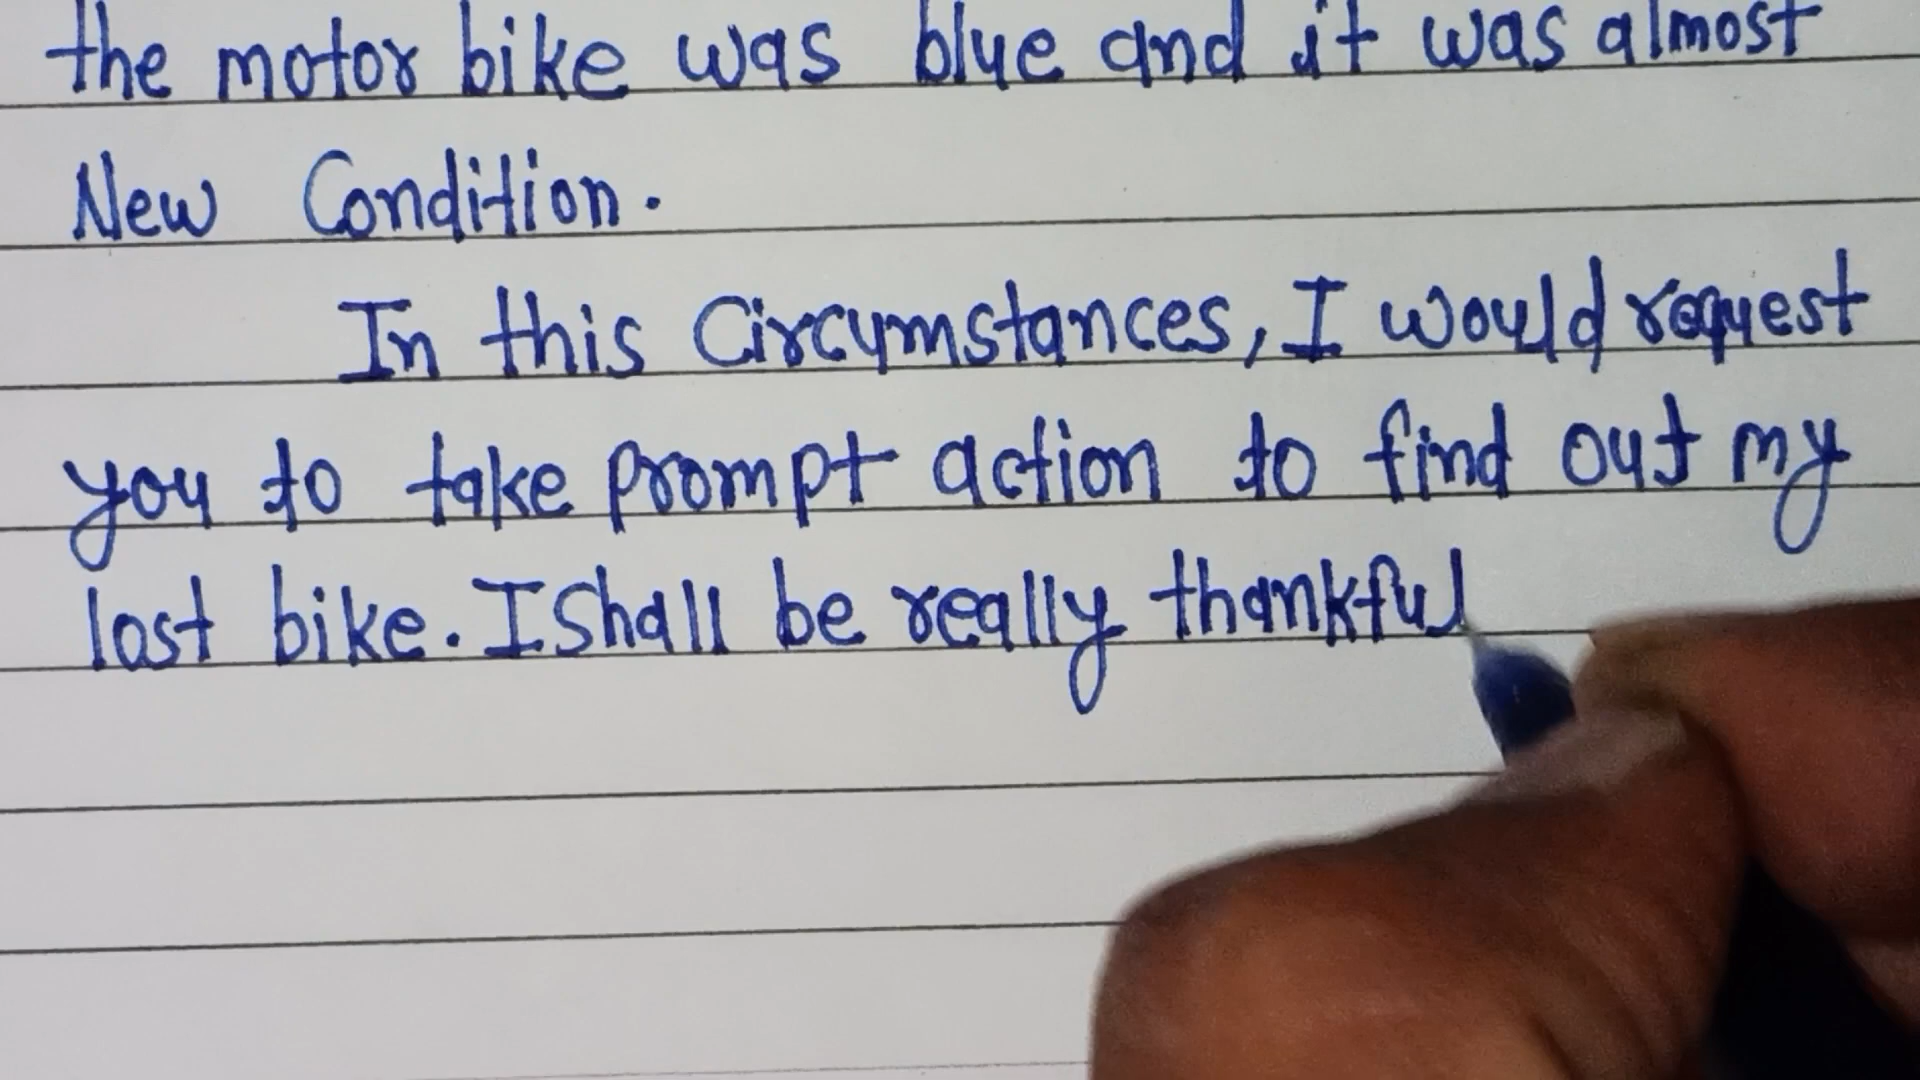 the motor bike was blue and it was almost
New Condition.
In this Circumstances, I would request
you to take prompt action to find out my
lost bike. I Shall be really thankful